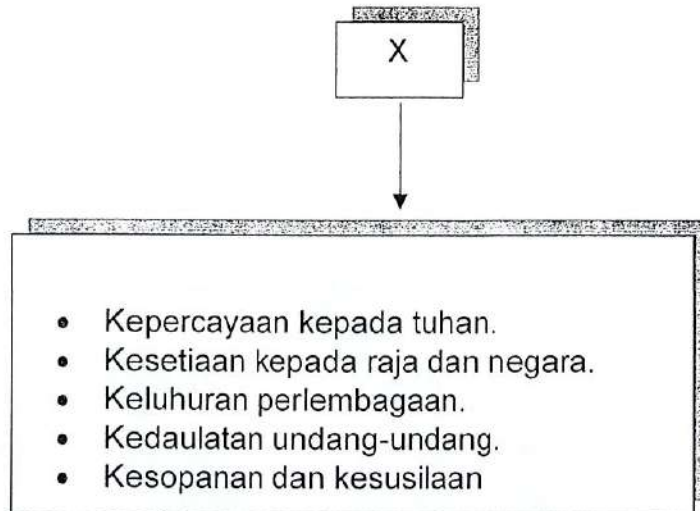 X
• Kepercayaan kepada tuhan.
• Kesetiaan kepada raja dan negara.
• Keluhuran perlembagaan.
• Kedaulatan undang-undang.
• Kesopanan dan kesusilaan